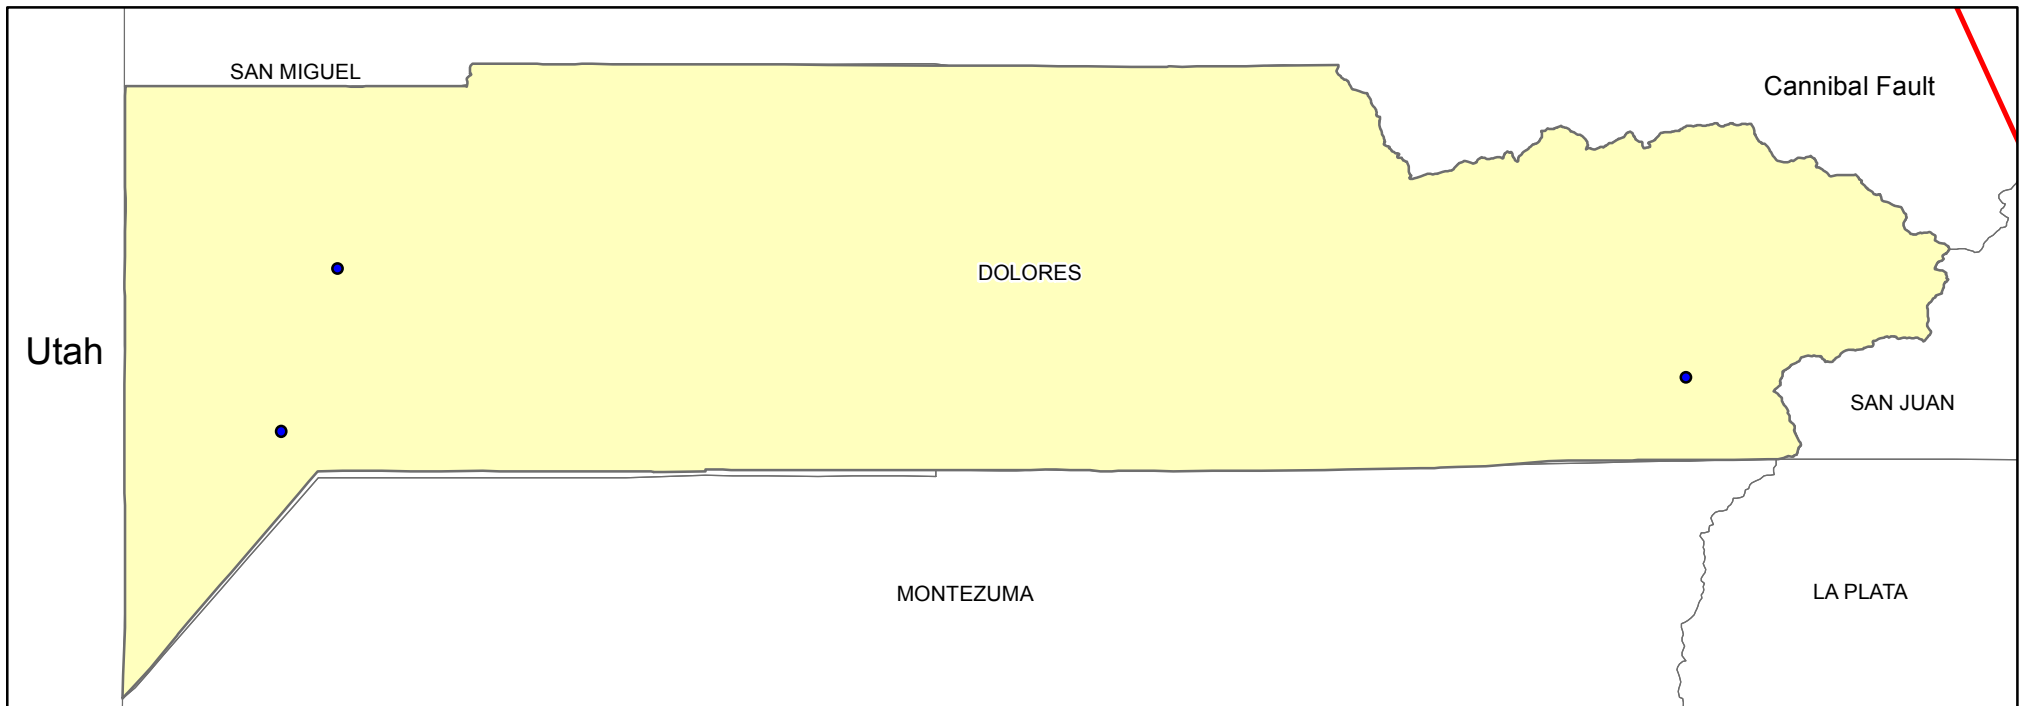 SAN MIGUEL
Cannibal Fault
DOLORES
Utah
SAN JUAN
MONTEZUMA
LA PLATA